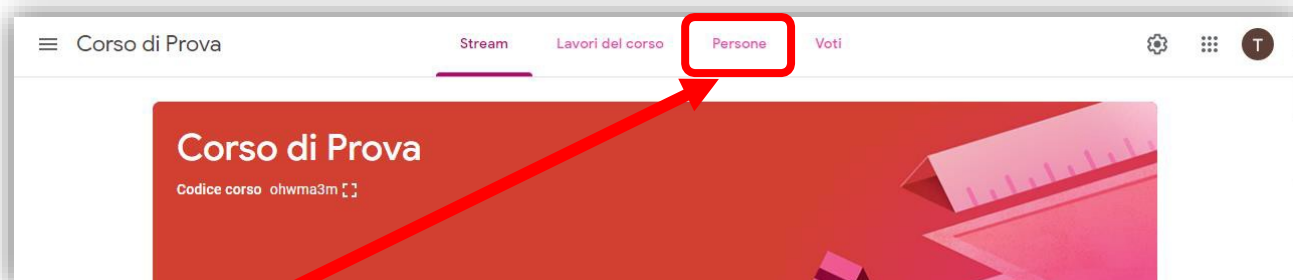 Corso di Prova
Stream Lavori del corso Persone Voti
T
Corso di Prova
Codice corso ohwma3m